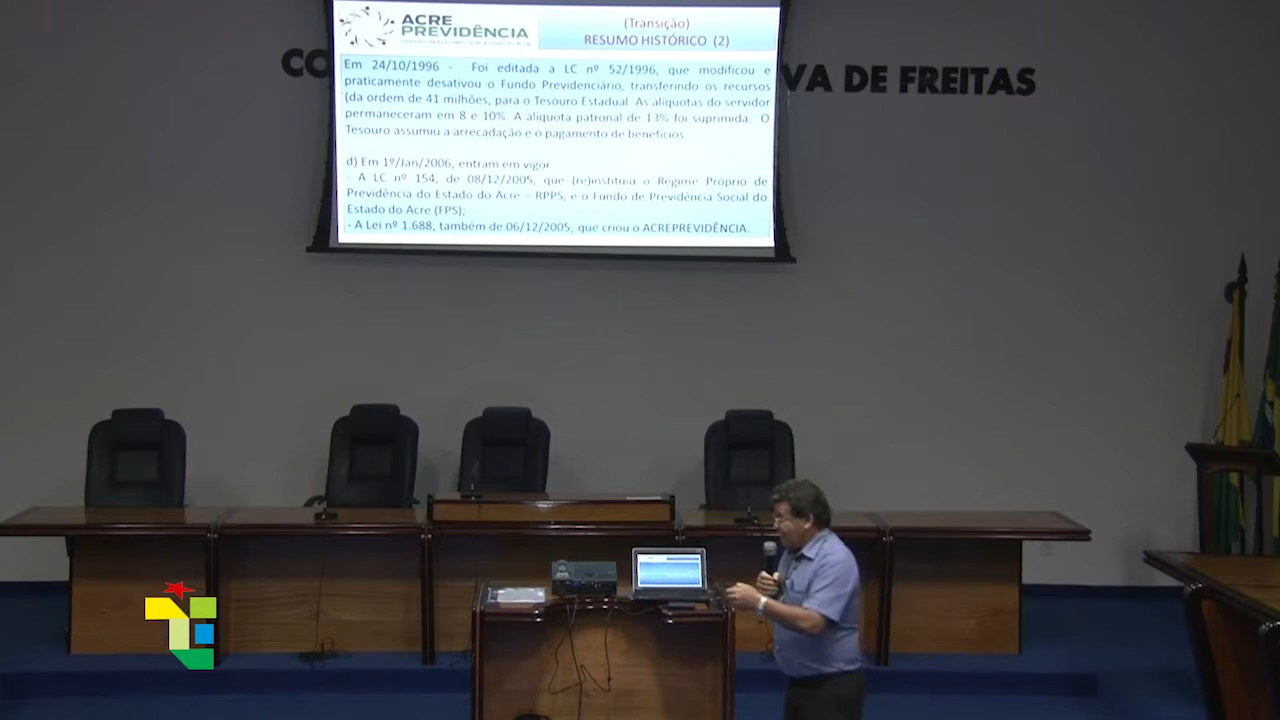 ACRE
PREVIDÊNCIA
(Transição)
RESUMO HISTÓRICO (2)
CO
VA DE FREITAS
Em 24/10/1996 - Foi editada a LC nº 52/1996, que modificou e
praticamente desativou o Fundo Previdenciário, transferindo os recursos
(da ordem de 41 milhões, para o Tesouro Estadual. As alíquotas do servidor
permaneceram em 8 e 10%. A alíquota patronal de 13% foi suprimida. O
Tesouro assumiu a arrecadação e o pagamento de benefícios
d) Em 1º/Jan/2006, entram em vigor
- A LC nº 154, de 08/12/2005, que (re)instituiu o Regime Próprio de
Previdência do Estado do Acre – RPPS, e o Fundo de Previdência Social do
Estado do Acre (FPS);
- A Lei nº 1.688, também de 06/12/2005, que criou o ACREPREVIDÊNCIA.